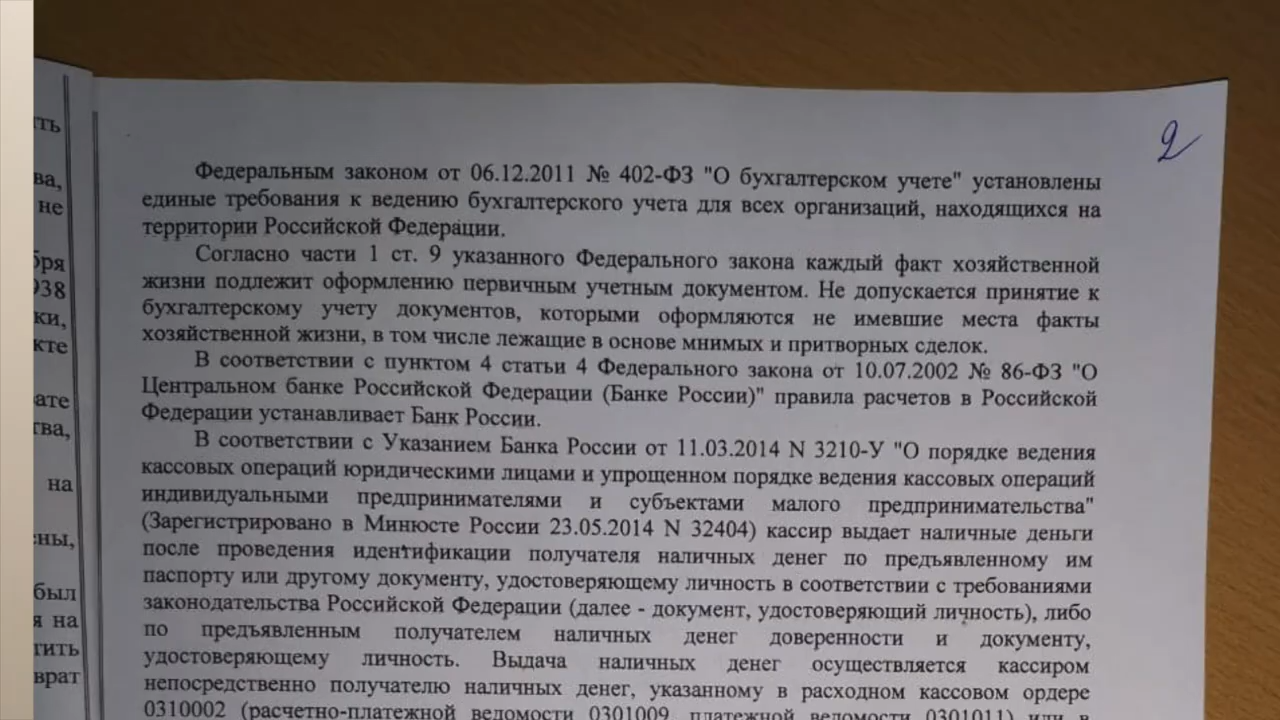 2
Федеральным законом от 06.12.2011 № 402-ФЗ "О бухгалтерском учете" установлены
единые требования к ведению бухгалтерского учета для всех организаций, находящихся на
территории Российской Федерации.
Согласно части 1 ст. 9 указанного Федерального закона каждый факт хозяйственной
жизни подлежит оформлению первичным учетным документом. Не допускается принятие к
бухгалтерскому учету документов, которыми оформляются не имевшие места факты
хозяйственной жизни, в том числе лежащие в основе мнимых и притворных сделок.
В соответствии с пунктом 4 статьи 4 Федерального закона от 10.07.2002 № 86-ФЗ "О
Центральном банке Российской Федерации (Банке России)" правила расчетов в Российской
Федерации устанавливает Банк России.
В соответствии с Указанием Банка России от 11.03.2014 N 3210-У "О порядке ведения
кассовых операций юридическими лицами и упрощенном порядке ведения кассовых операций
индивидуальными предпринимателями и субъектами малого предпринимательства"
(Зарегистрировано в Минюсте России 23.05.2014 N 32404) кассир выдает наличные деньги
после проведения идентификации получателя наличных денег по предъявленному им
паспорту или другому документу, удостоверяющему личность в соответствии с требованиями
законодательства Российской Федерации (далее - документ, удостоверяющий личность), либо
по предъявленным получателем наличных денег доверенности и документу,
удостоверяющему личность. Выдача наличных денег осуществляется кассиром
непосредственно получателю наличных денег, указанному в расходном кассовом ордере
0310002 (расчетно-платежной ведомости 0301009, платежной ведомости 0301011) или в